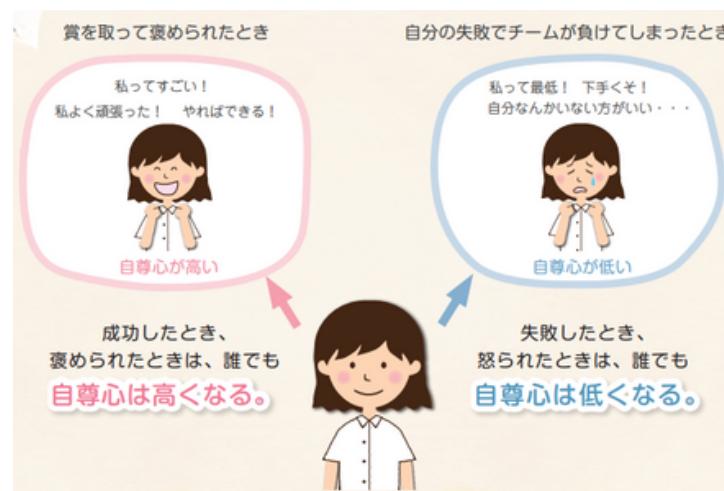 賞を取って褒められたとき
私ってすごい！
私よく頑張った！　やればできる！
自尊心が高い
成功したとき、
褒められたときは、誰でも
自尊心は高くなる。
自分の失敗でチームが負けてしまったとき
私って最低！　下手くそ！
自分なんかいない方がいい・・・
自尊心が低い
失敗したとき、
怒られたときは、誰でも
自尊心は低くなる。